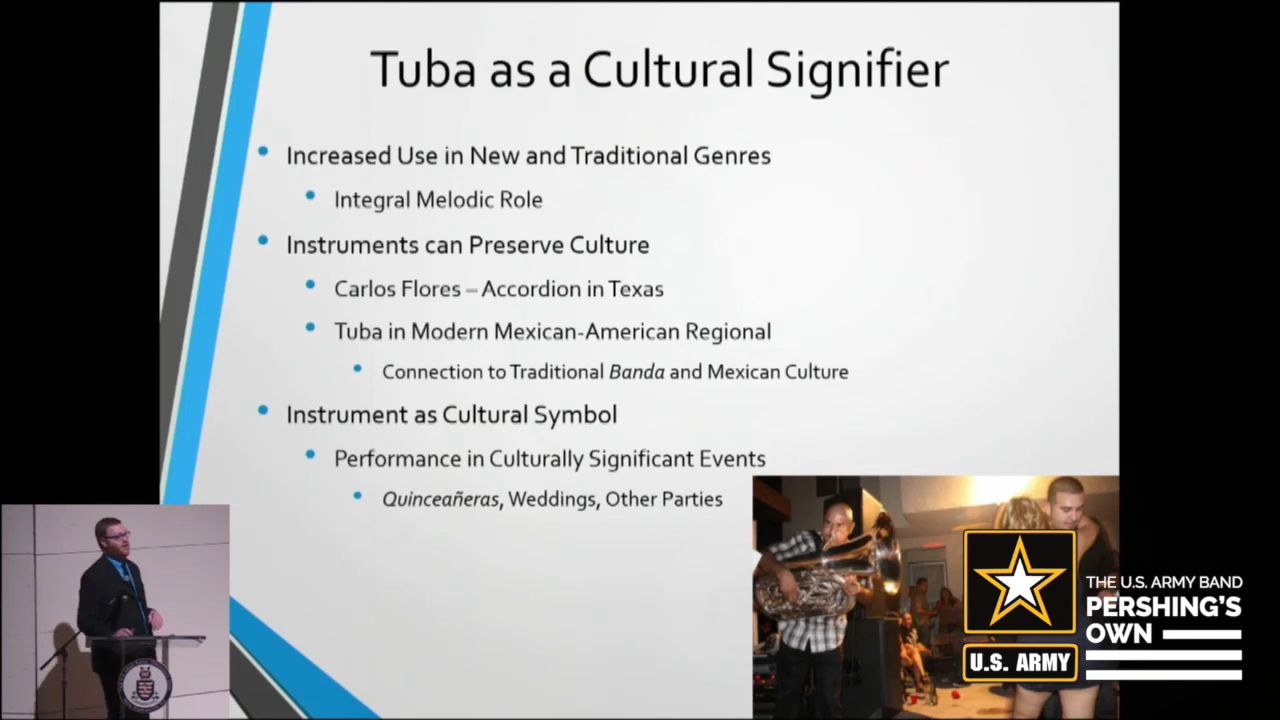 Tuba as a Cultural Signifier
Increased Use in New and Traditional Genres
Integral Melodic Role
Instruments can Preserve Culture
Carlos Flores – Accordion in Texas
Tuba in Modern Mexican-American Regional
Connection to Traditional Banda and Mexican Culture
Instrument as Cultural Symbol
Performance in Culturally Significant Events
Quinceañeras, Weddings, Other Parties
THE U.S. ARMY BAND
PERSHING'S
OWN
U.S. ARMY